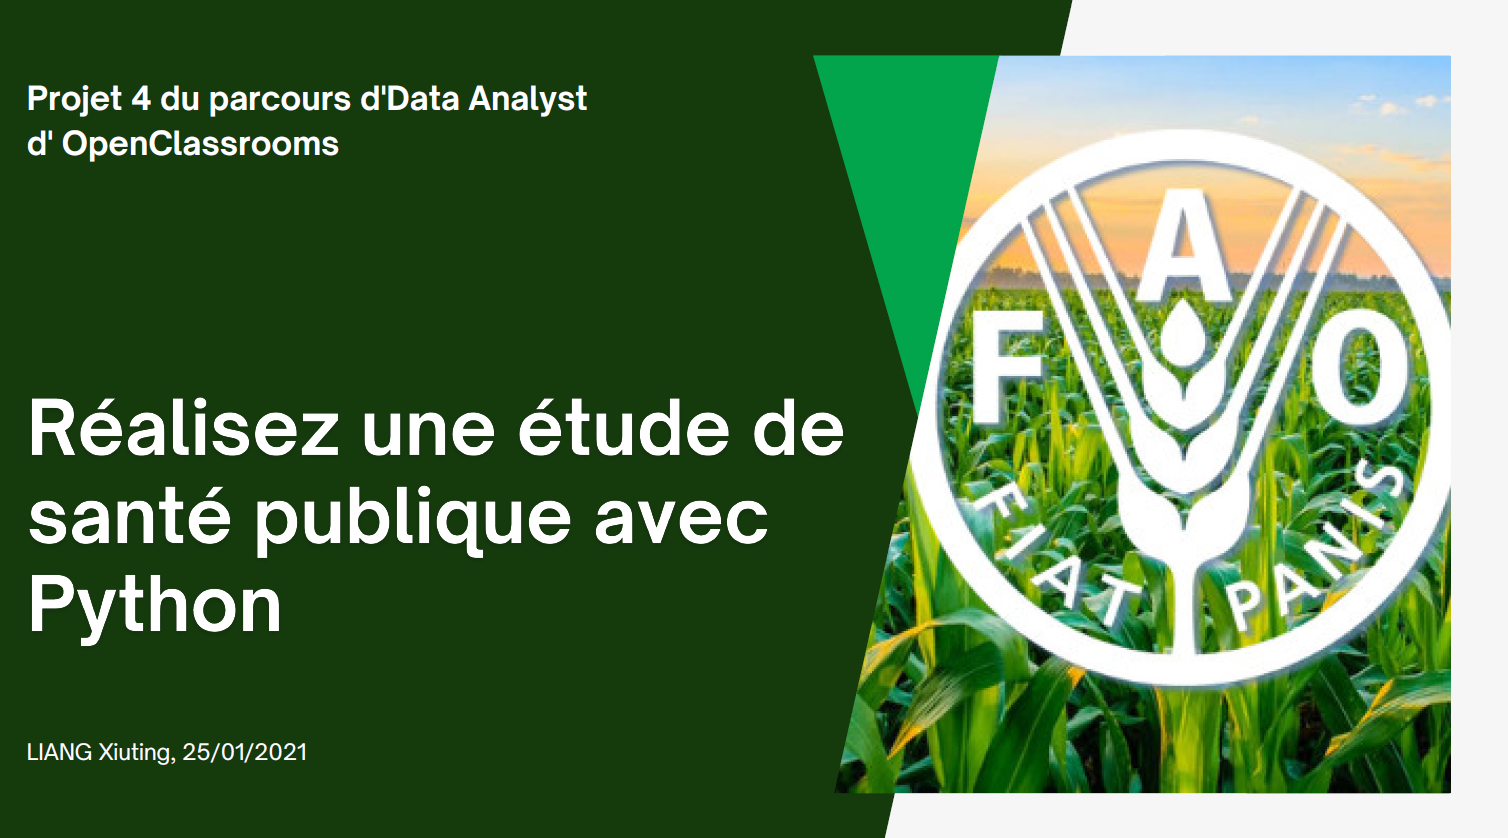 Projet 4 du parcours d'Data Analyst
d' OpenClassrooms
Réalisez une étude de
santé publique avec
Python
LIANG Xiuting, 25/01/2021
F A O
FIAT PANIS